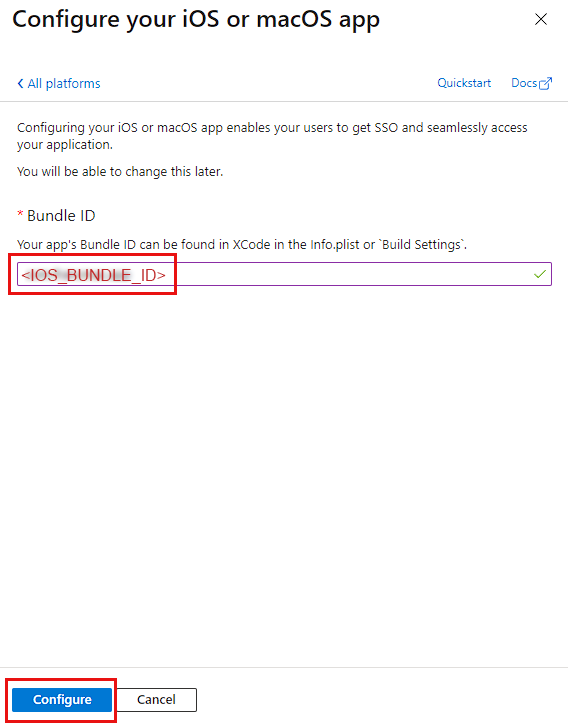 Configure your iOS or macOS app
All platforms
Quickstart
Docs
Configuring your iOS or macOS app enables your users to get SSO and seamlessly access
your application.
You will be able to change this later.
* Bundle ID
Your app's Bundle ID can be found in XCode in the Info.plist or `Build Settings`.
<IOS_BUNDLE_ID>
Configure
Cancel